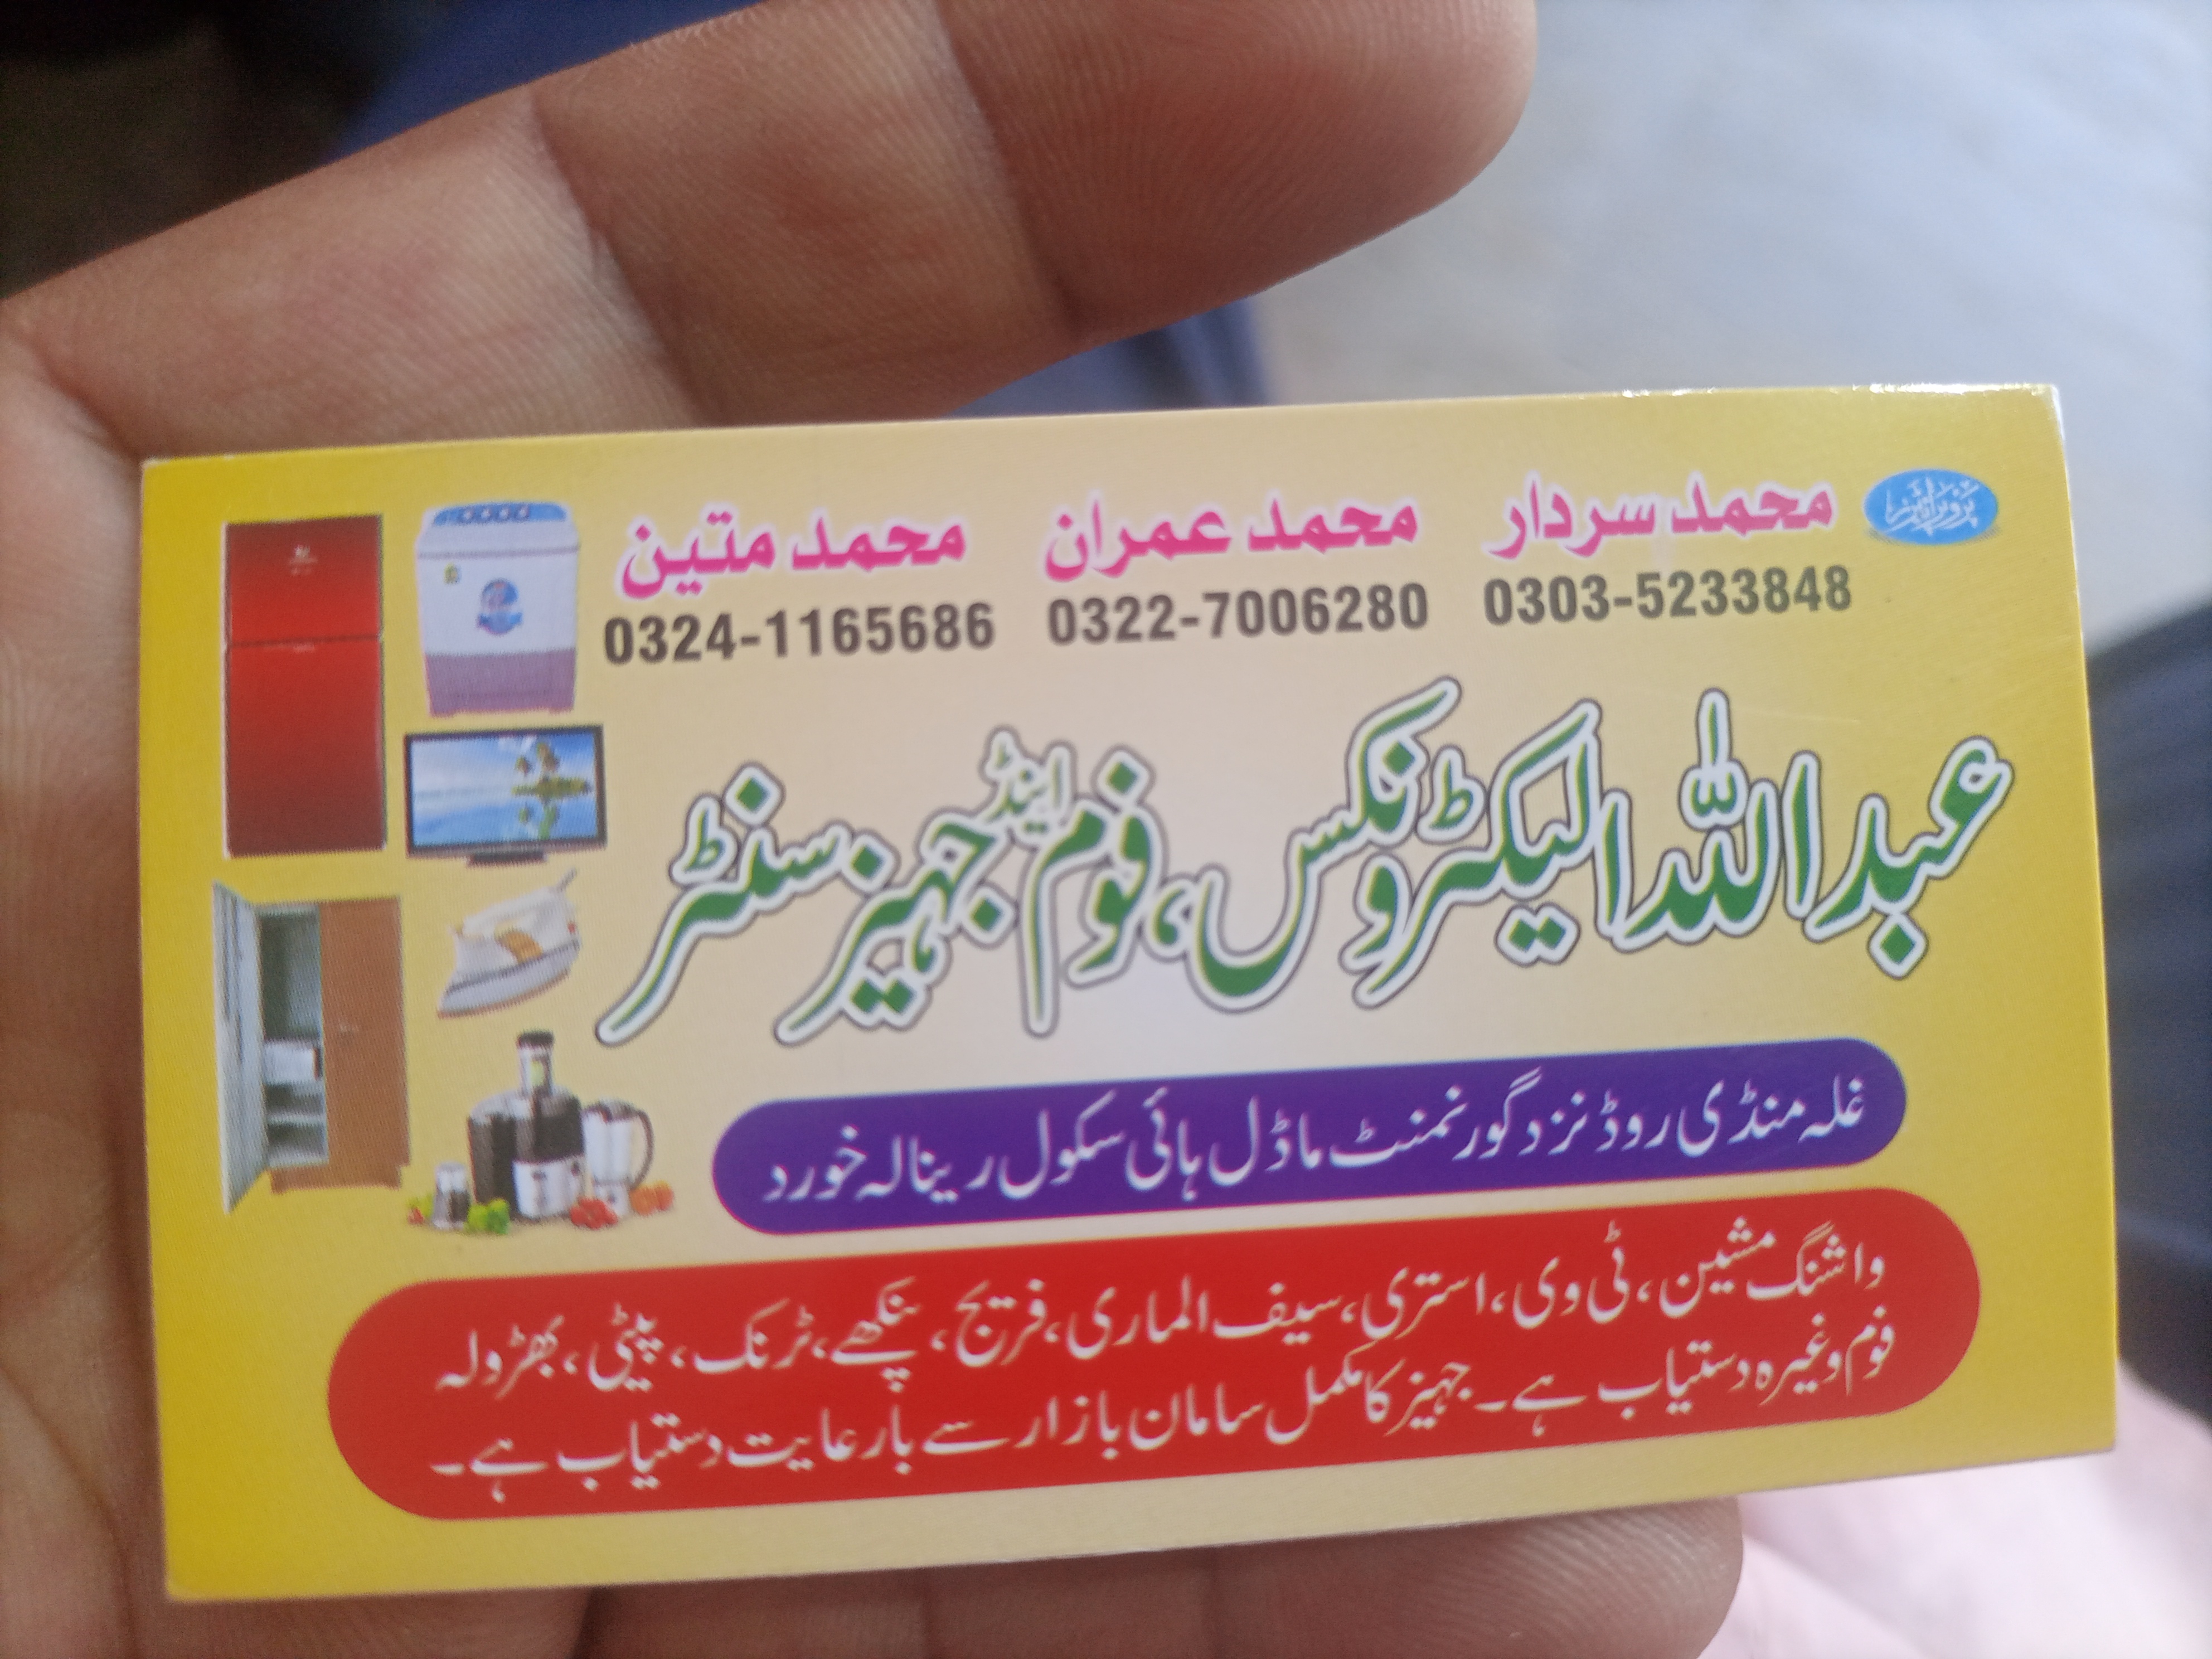 پروپرائیٹرز
محمد سردار محمد عمران محمد متین
0303-5233848 0322-7006280 0324-1165686
عبداللہ الیکٹرونکس، فوم اینڈ جہیز سنٹر
غلہ منڈی روڈ نزد گورنمنٹ ماڈل ہائی سکول رینالہ خورد
واشنگ مشین، ٹی وی، استری، سیف الماری، فریج، پنکھے، ٹرنک، پیٹی، بھڑولہ
فوم وغیرہ دستیاب ہے۔ جہیز کا مکمل سامان بازار سے بارعایت دستیاب ہے۔